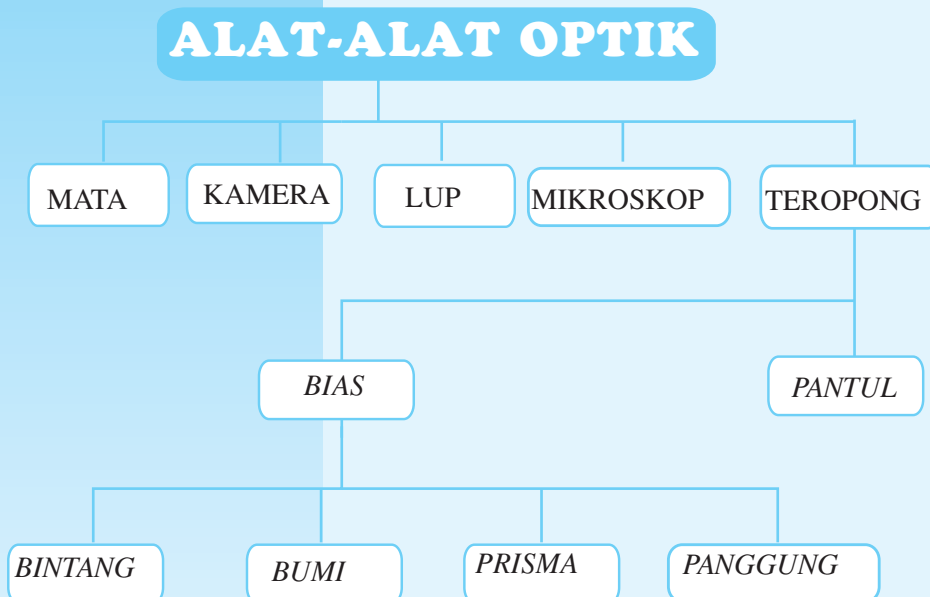 ALAT-ALAT OPTIK
MATA
KAMERA
LUP
MIKROSKOP
TEROPONG
BIAS
PANTUL
BINTANG
BUMI
PRISMA
PANGGUNG